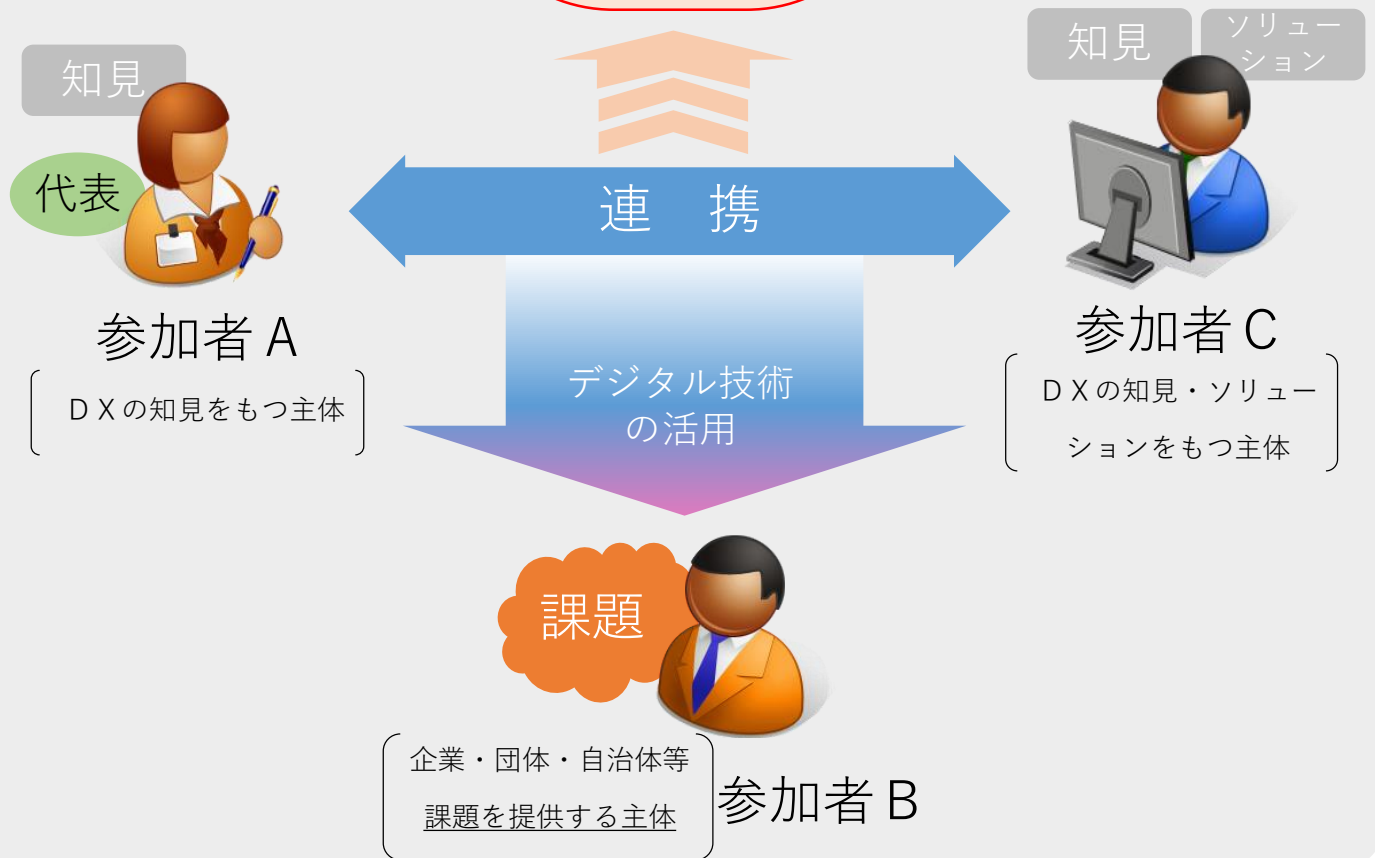 知見
ソリュー
ション
知見
代表
連　携
参加者A
DXの知見をもつ主体
参加者C
DXの知見・ソリュー
ションをもつ主体
デジタル技術
の活用
課題
企業・団体・自治体等
課題を提供する主体
参加者B